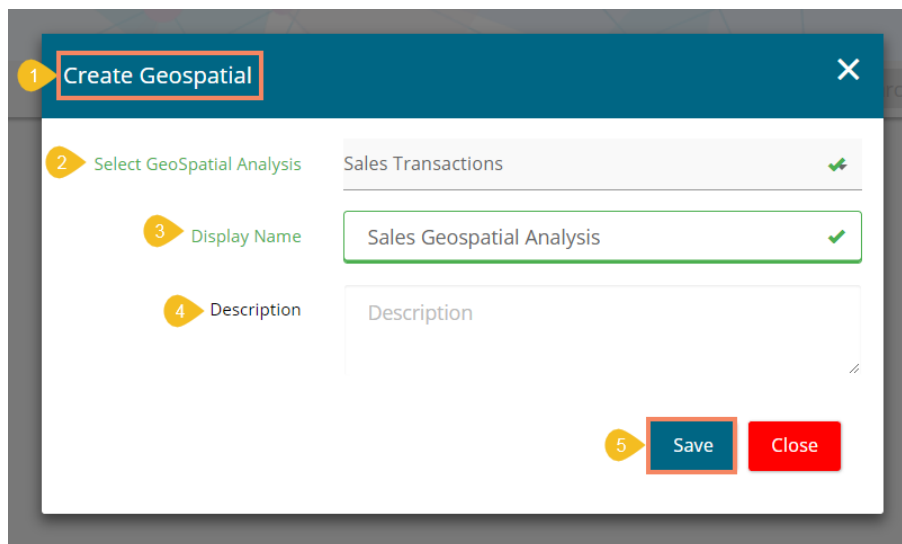 1 Create Geospatial
2 Select GeoSpatial Analysis Sales Transactions
3 Display Name Sales Geospatial Analysis
4 Description Description
5 Save Close